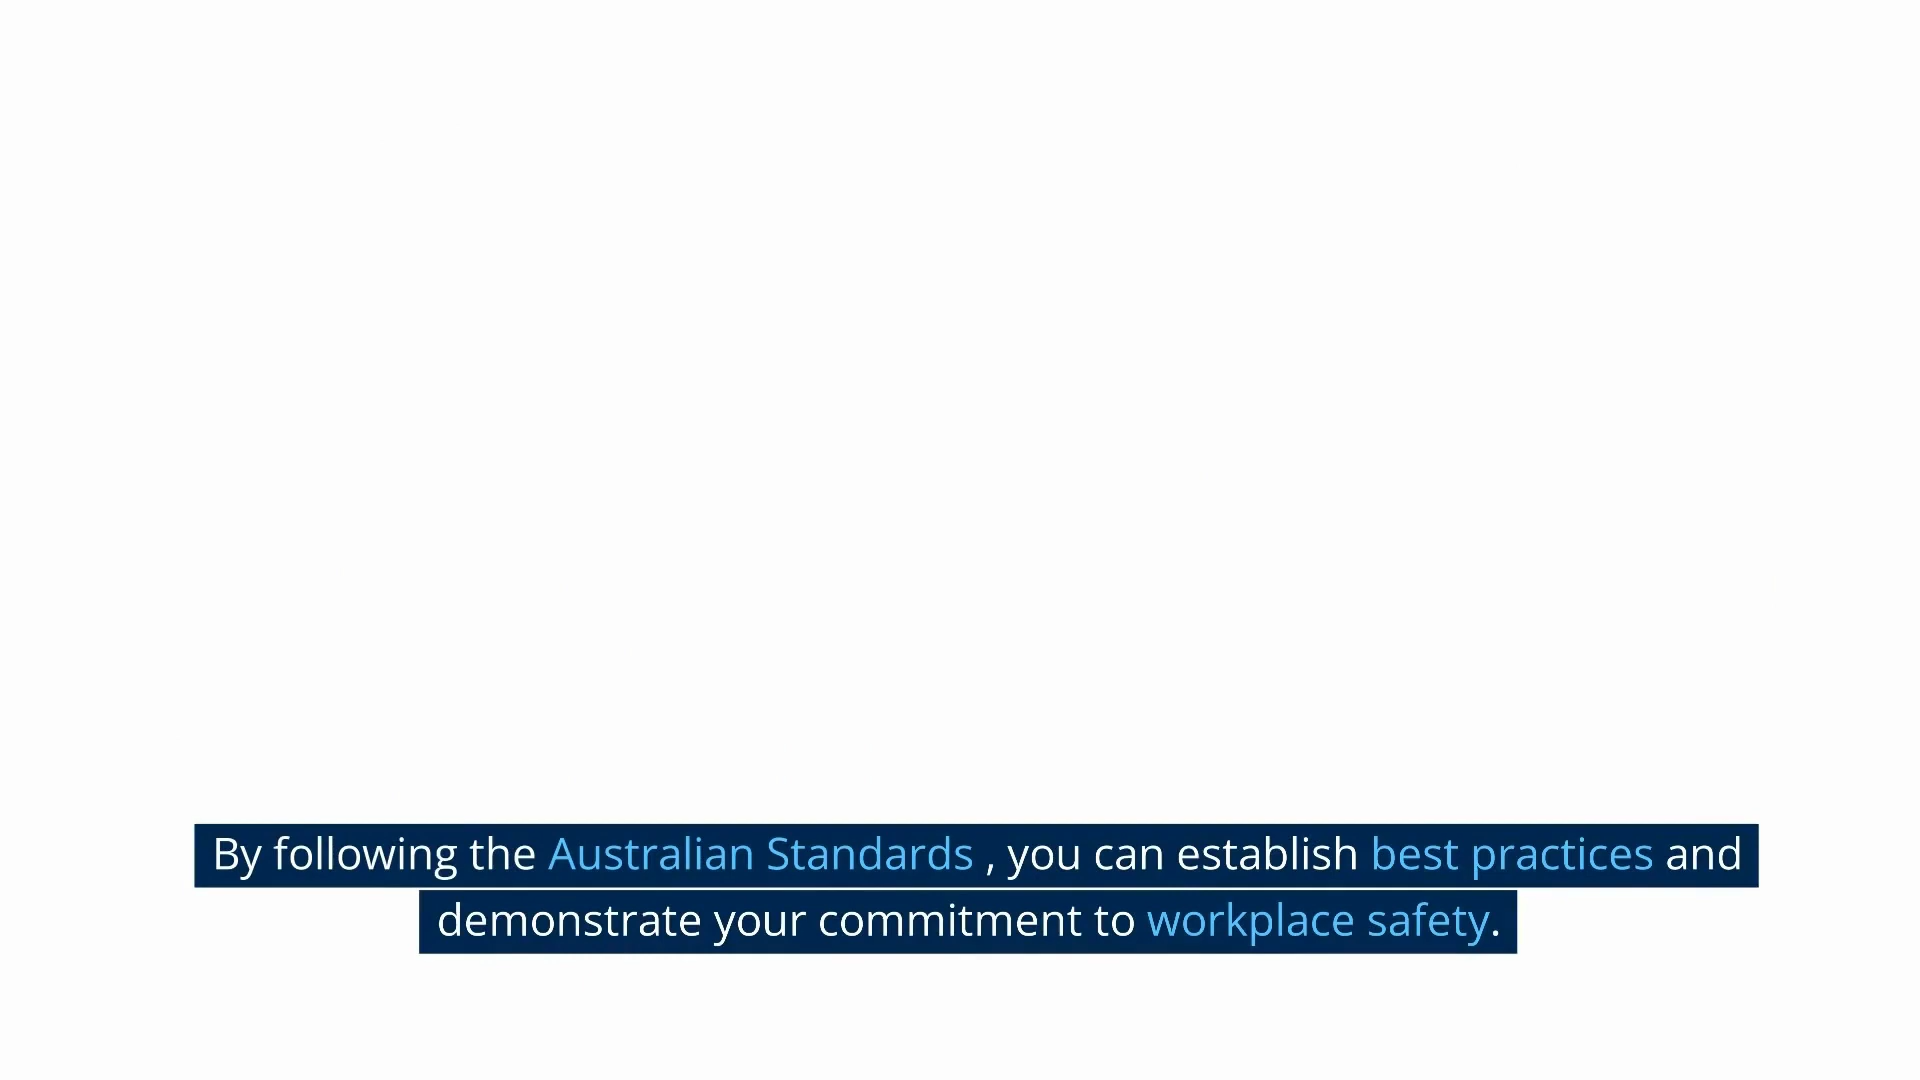 By following the Australian Standards , you can establish best practices and
demonstrate your commitment to workplace safety.